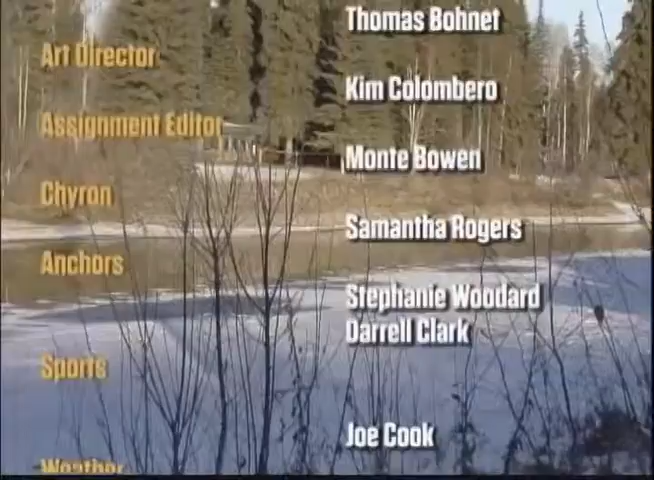 Thomas Bohnet
Art Director
Kim Colombero
Assignment Editor
Monte Bowen
Chyron
Samantha Rogers
Anchors
Stephanie Woodard
Darrell Clark
Sports
Joe Cook
Weather